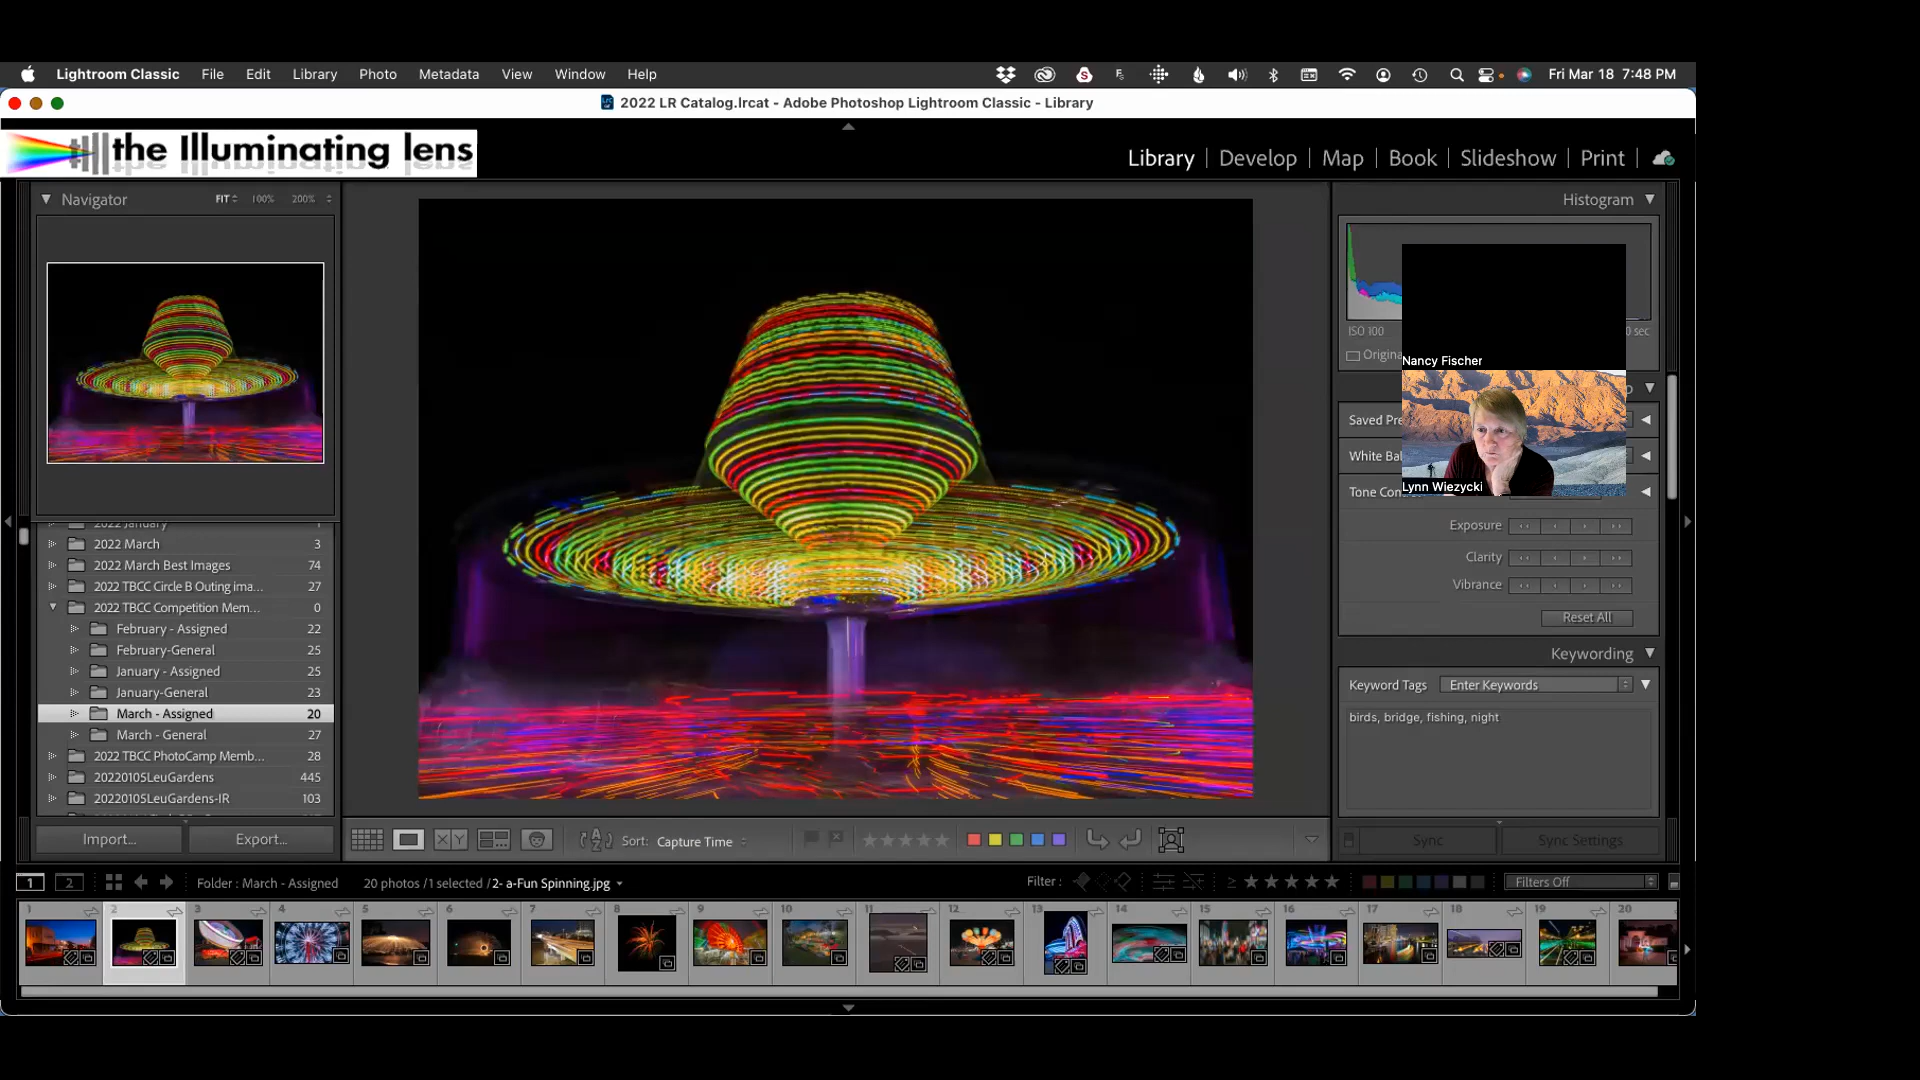 Lightroom Classic File Edit Library Photo Metadata View Window Help Fri Mar 18 7:48 PM
2022 LR Catalog.lrcat - Adobe Photoshop Lightroom Classic - Library
the Illuminating lens
Library | Develop | Map | Book | Slideshow | Print
Navigator FIT 100% 200%
Histogram
ISO 100
0 sec
Nancy Fischer
Lynn Wiezycki
Saved Pre
White Bal
Tone Con
Exposure
Clarity
Vibrance
Reset All
Keywording
Keyword Tags Enter Keywords
birds, bridge, fishing, night
Sync Sync Settings
2022 January 1
2022 March 3
2022 March Best Images 74
2022 TBCC Circle B Outing ima... 27
2022 TBCC Competition Mem... 0
February - Assigned 22
February-General 25
January - Assigned 25
January-General 23
March - Assigned 20
March - General 27
2022 TBCC PhotoCamp Memb... 28
20220105LeuGardens 445
20220105LeuGardens-IR 103
Import... Export...
X Y Sort: Capture Time
1 2 Folder : March - Assigned 20 photos / 1 selected / 2- a-Fun Spinning.jpg Filter : Filters Off
1 2 3 4 5 6 7 8 9 10 11 12 13 14 15 16 17 18 19 20